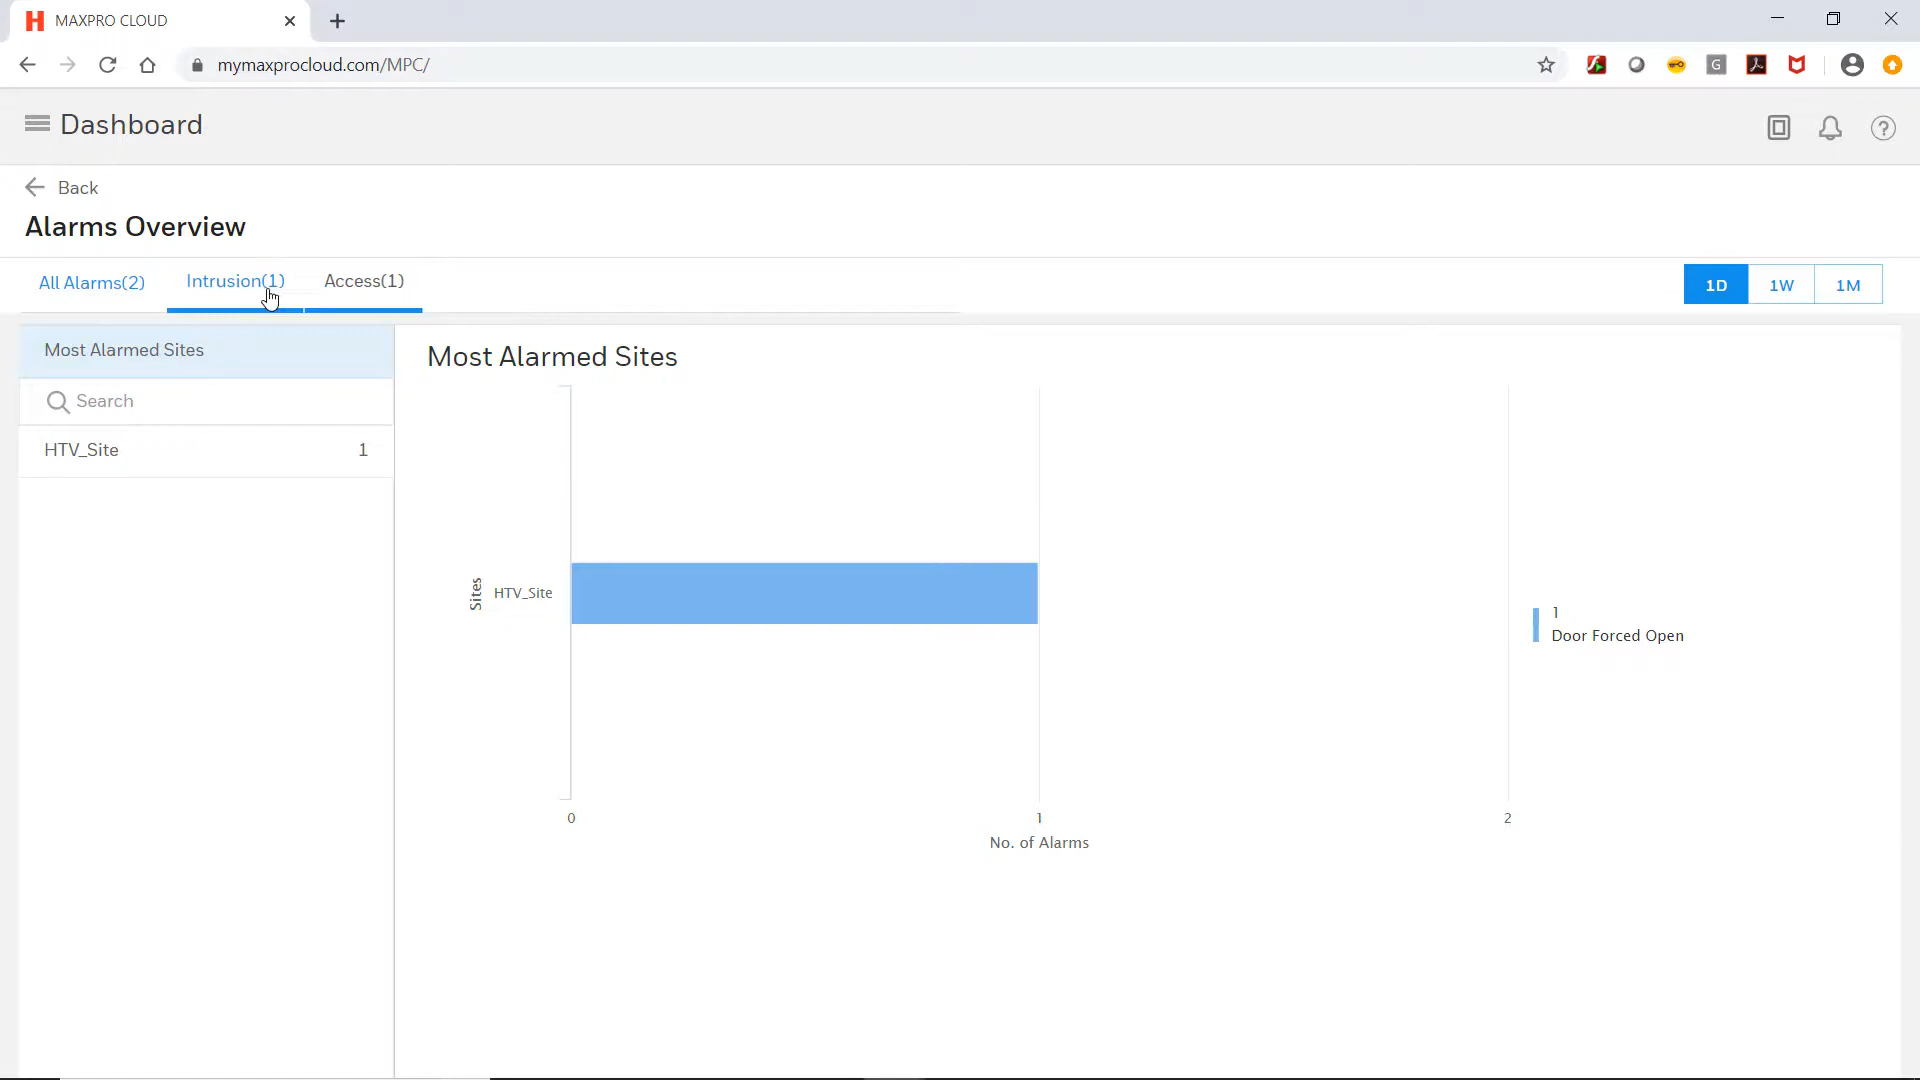 MAXPRO CLOUD
mymaxprocloud.com/MPC/
G
Dashboard
?
Back
Alarms Overview
All Alarms(2)
Intrusion(1)
Access(1)
1D
1W
1M
Most Alarmed Sites
Search
HTV_Site
1
Most Alarmed Sites
Sites
HTV_Site
1
Door Forced Open
0
1
2
No. of Alarms